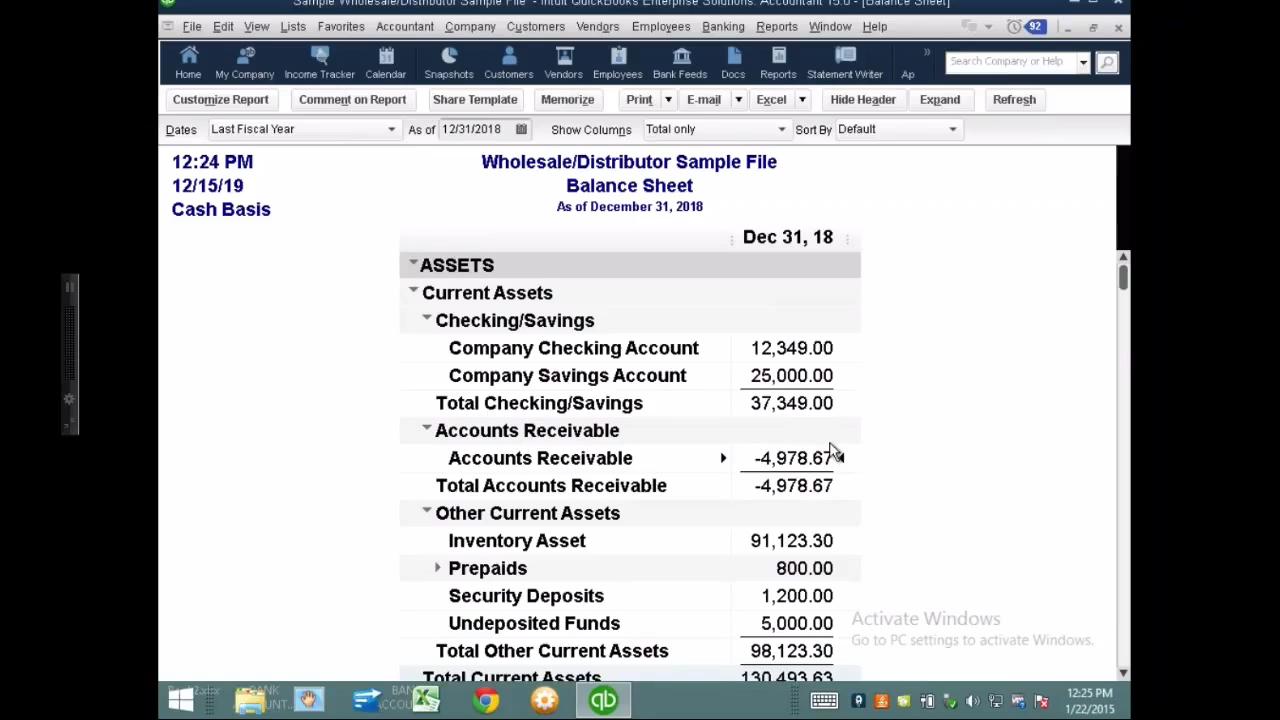 Sample Wholesale/Distributor Sample File - Intuit QuickBooks Enterprise Solutions: Accountant 15.0 - [Balance Sheet]
File Edit View Lists Favorites Accountant Company Customers Vendors Employees Banking Reports Window Help 92
Home My Company Income Tracker Calendar Snapshots Customers Vendors Employees Bank Feeds Docs Reports Statement Writer Ap » Search Company or Help
Customize Report Comment on Report Share Template Memorize Print E-mail Excel Hide Header Expand Refresh
Dates Last Fiscal Year As of 12/31/2018 Show Columns Total only Sort By Default
12:24 PM Wholesale/Distributor Sample File
12/15/19 Balance Sheet
Cash Basis As of December 31, 2018
Dec 31, 18
ASSETS
Current Assets
Checking/Savings
Company Checking Account 12,349.00
Company Savings Account 25,000.00
Total Checking/Savings 37,349.00
Accounts Receivable
Accounts Receivable -4,978.67
Total Accounts Receivable -4,978.67
Other Current Assets
Inventory Asset 91,123.30
Prepaids 800.00
Security Deposits 1,200.00
Undeposited Funds 5,000.00
Total Other Current Assets 98,123.30
Total Current Assets 130,493.63
Activate Windows
Go to PC settings to activate Windows.
12:25 PM
1/22/2015